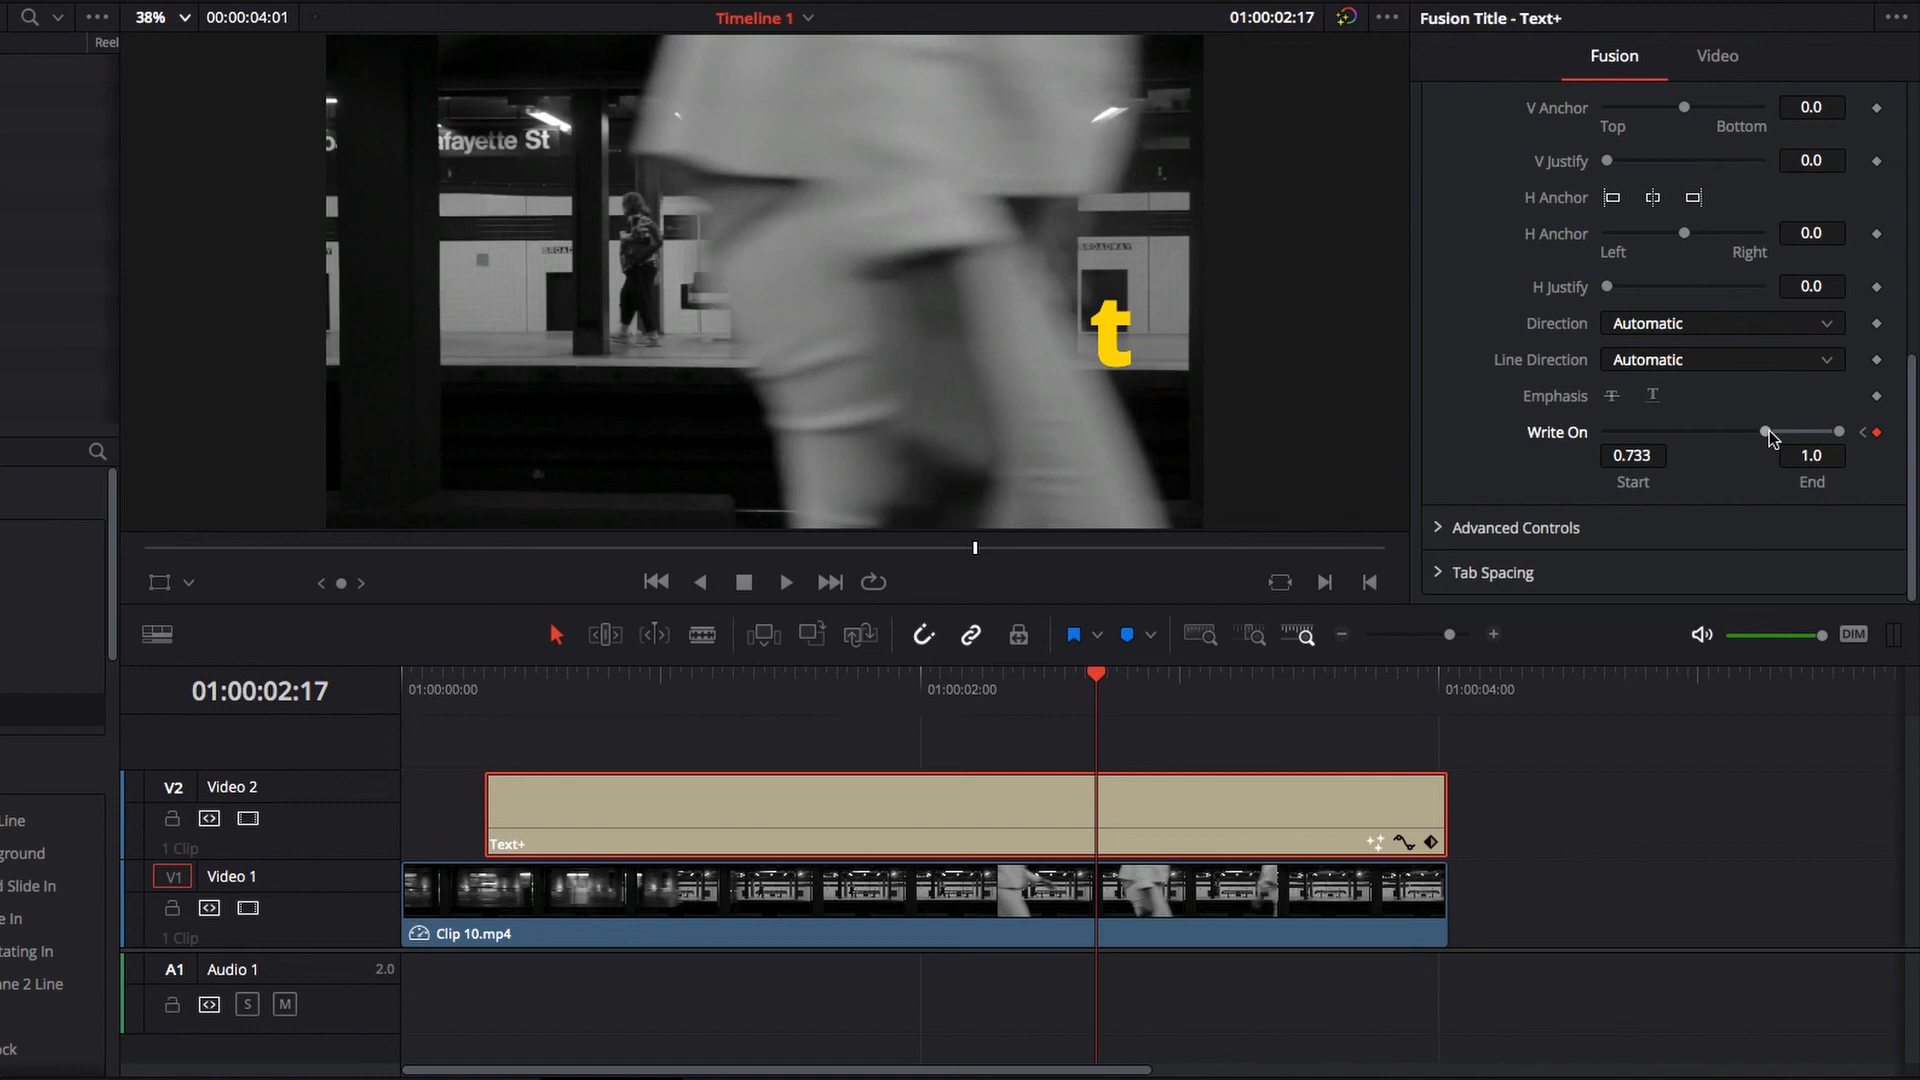 38%
00:00:04:01
Timeline 1
01:00:02:17
Fusion Title - Text+
Reel
Fusion
Video
afayette St
BROADWAY
BROADWAY
t
V Anchor
0.0
Top
Bottom
V Justify
0.0
H Anchor
H Anchor
0.0
Left
Right
H Justify
0.0
Direction
Automatic
Line Direction
Automatic
Emphasis
T
T
Write On
0.733
1.0
Start
End
Advanced Controls
Tab Spacing
DIM
01:00:02:17
01:00:00:00
01:00:02:00
01:00:04:00
V2
Video 2
1 Clip
Text+
V1
Video 1
1 Clip
Clip 10.mp4
A1
Audio 1
2.0
S
M
Line
ground
d Slide In
e In
tating In
ane 2 Line
ock